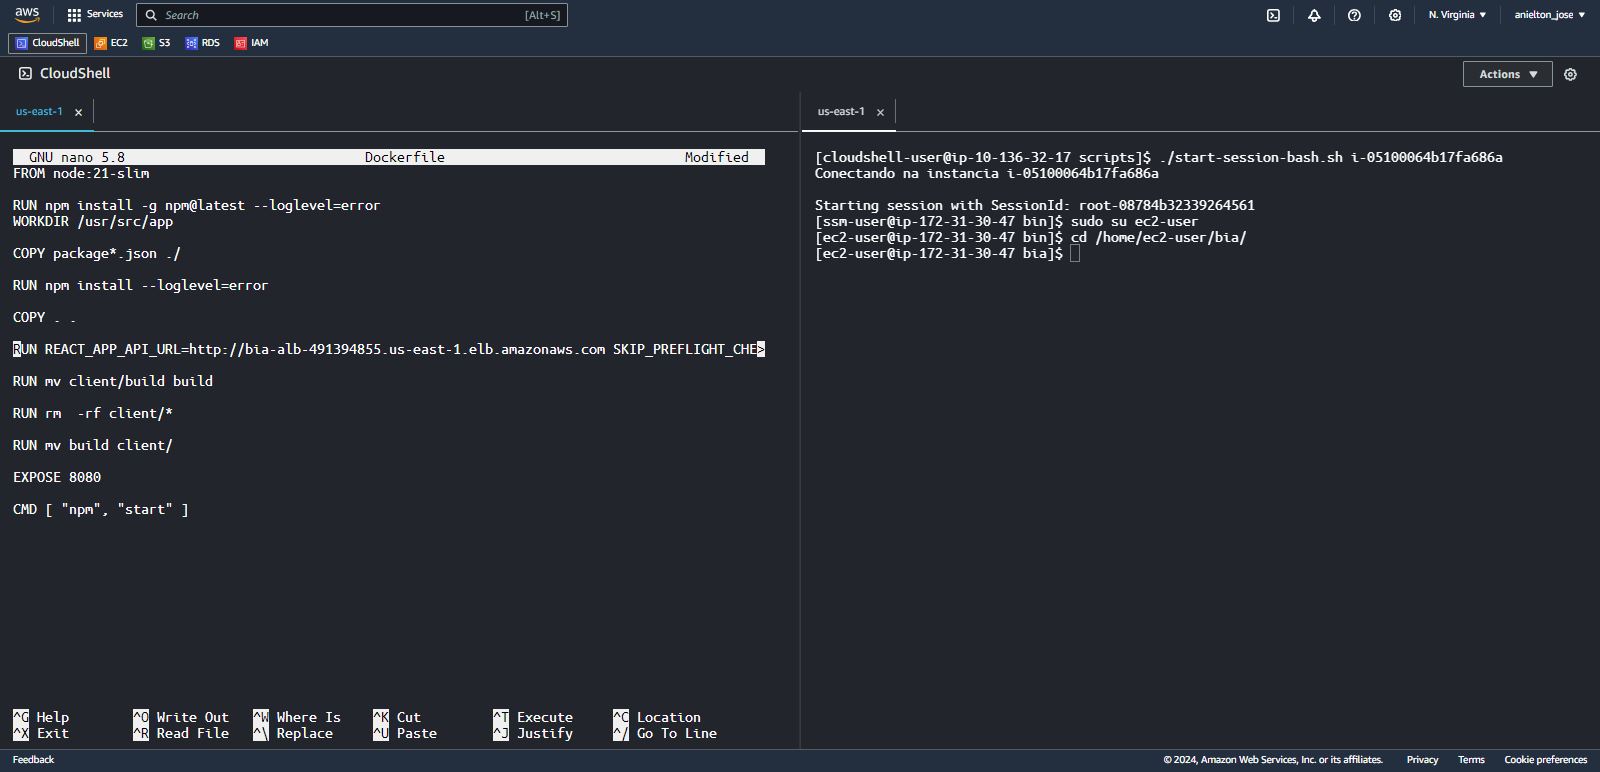 aws
Services
Search [Alt+S]
N. Virginia ▼
anielton_jose ▼
CloudShell EC2 S3 RDS IAM
CloudShell
Actions ▼
us-east-1 ×
GNU nano 5.8 Dockerfile Modified
FROM node:21-slim
RUN npm install -g npm@latest --loglevel=error
WORKDIR /usr/src/app
COPY package*.json ./
RUN npm install --loglevel=error
COPY . .
RUN REACT_APP_API_URL=http://bia-alb-491394855.us-east-1.elb.amazonaws.com SKIP_PREFLIGHT_CHE>
RUN mv client/build build
RUN rm  -rf client/*
RUN mv build client/
EXPOSE 8080
CMD [ "npm", "start" ]
^G Help ^O Write Out ^W Where Is ^K Cut ^T Execute ^C Location
^X Exit ^R Read File ^\ Replace ^U Paste ^J Justify ^/ Go To Line
us-east-1 ×
[cloudshell-user@ip-10-136-32-17 scripts]$ ./start-session-bash.sh i-05100064b17fa686a
Conectando na instancia i-05100064b17fa686a
Starting session with SessionId: root-08784b32339264561
[ssm-user@ip-172-31-30-47 bin]$ sudo su ec2-user
[ec2-user@ip-172-31-30-47 bin]$ cd /home/ec2-user/bia/
[ec2-user@ip-172-31-30-47 bia]$
Feedback
© 2024, Amazon Web Services, Inc. or its affiliates.
Privacy Terms Cookie preferences